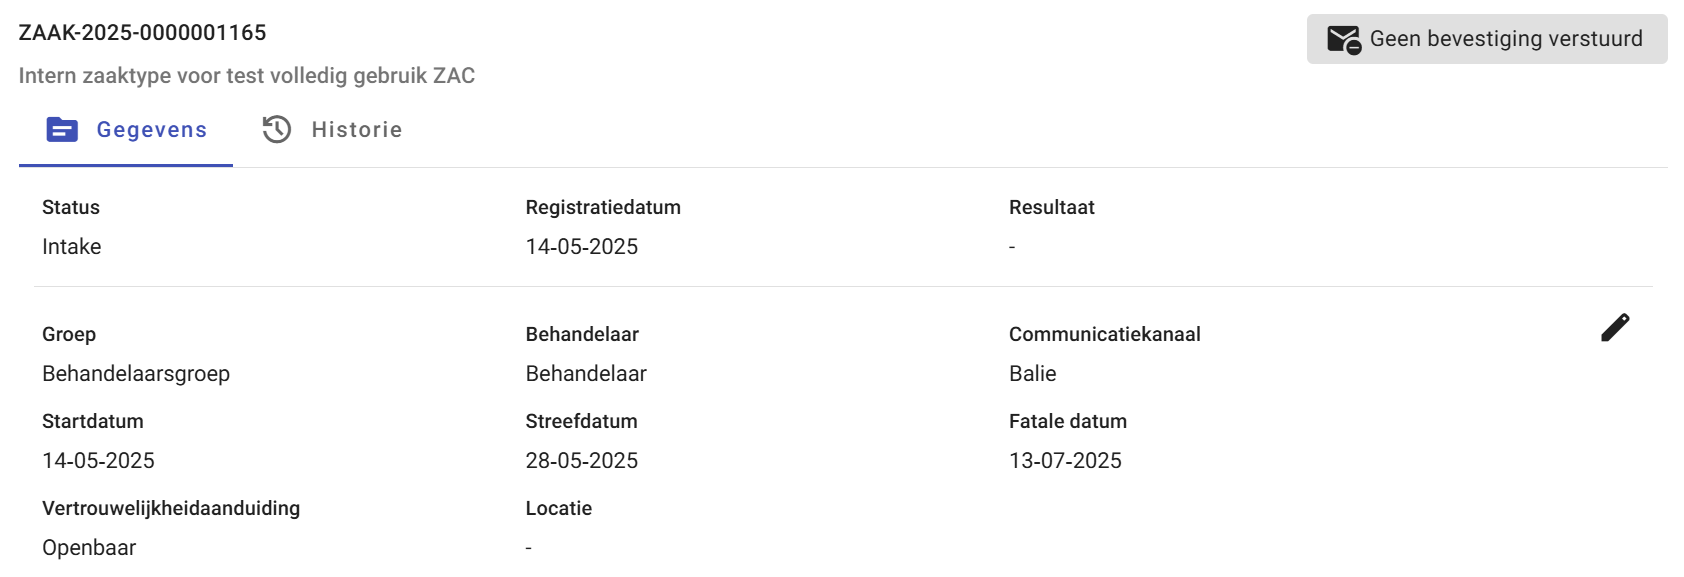 ZAAK-2025-0000001165
Geen bevestiging verstuurd
Intern zaaktype voor test volledig gebruik ZAC
Gegevens Historie
Status Registratiedatum Resultaat
Intake 14-05-2025 -
Groep Behandelaar Communicatiekanaal
Behandelaarsgroep Behandelaar Balie
Startdatum Streefdatum Fatale datum
14-05-2025 28-05-2025 13-07-2025
Vertrouwelijkheidaanduiding Locatie
Openbaar -